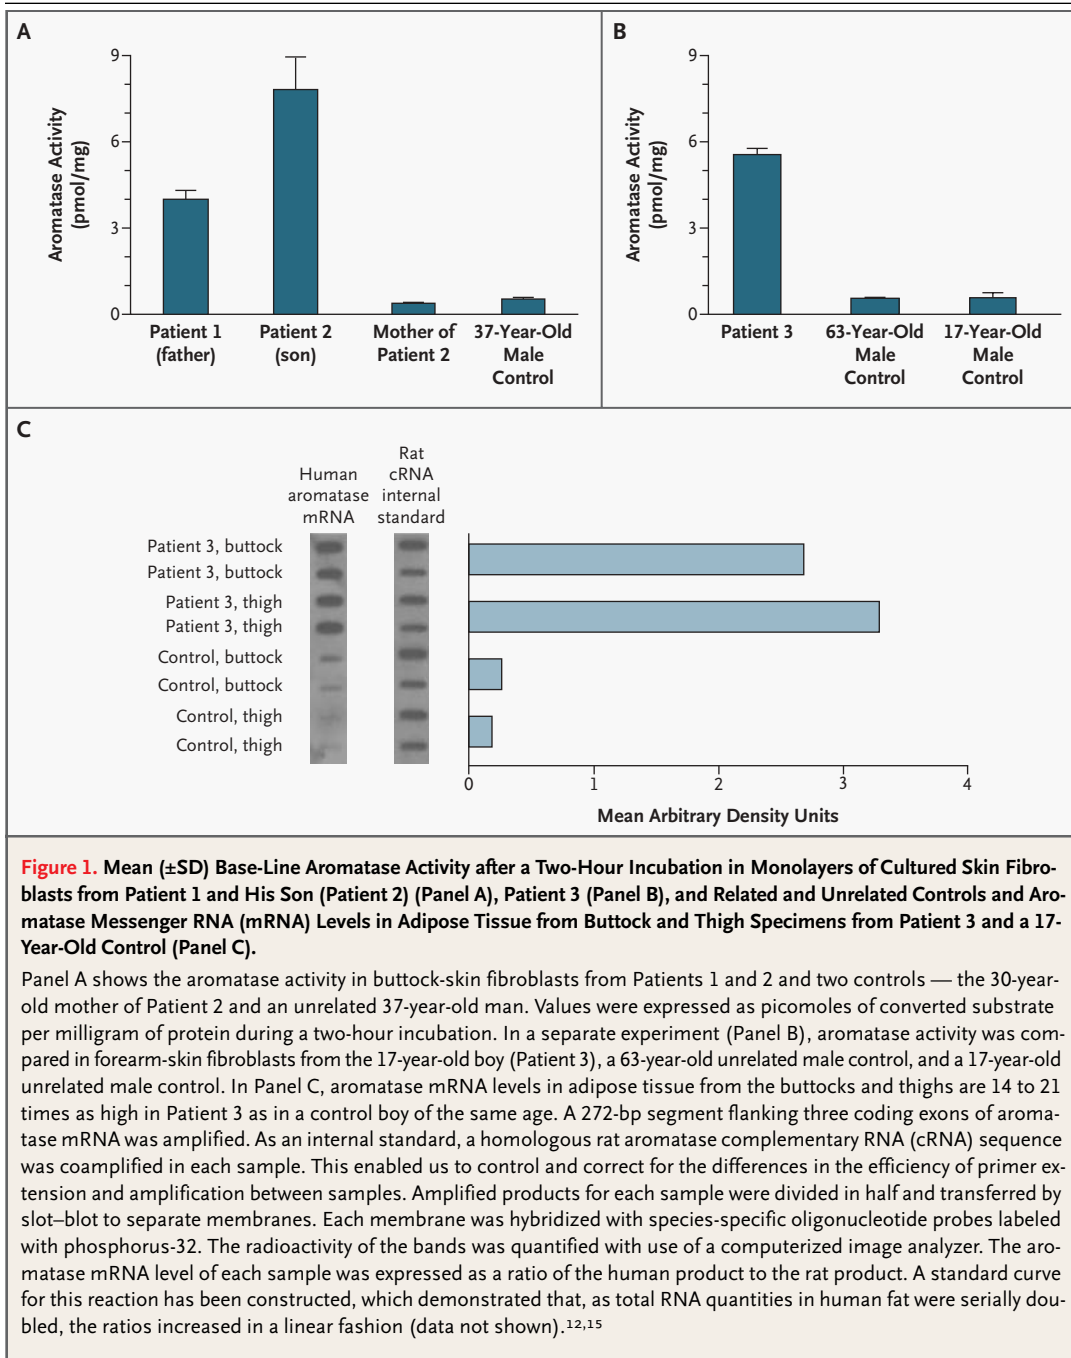 A
9
6
3
0
Aromatase Activity
(pmol/mg)
Patient 1
(father)
Patient 2
(son)
Mother of
Patient 2
37-Year-Old
Male
Control
B
9
6
3
0
Aromatase Activity
(pmol/mg)
Patient 3
63-Year-Old
Male
Control
17-Year-Old
Male
Control
C
Human
aromatase
mRNA
Rat
cRNA
internal
standard
Patient 3, buttock
Patient 3, buttock
Patient 3, thigh
Patient 3, thigh
Control, buttock
Control, buttock
Control, thigh
Control, thigh
0 1 2 3 4
Mean Arbitrary Density Units
Figure 1. Mean (±SD) Base-Line Aromatase Activity after a Two-Hour Incubation in Monolayers of Cultured Skin Fibro-
blasts from Patient 1 and His Son (Patient 2) (Panel A), Patient 3 (Panel B), and Related and Unrelated Controls and Aro-
matase Messenger RNA (mRNA) Levels in Adipose Tissue from Buttock and Thigh Specimens from Patient 3 and a 17-
Year-Old Control (Panel C).
Panel A shows the aromatase activity in buttock-skin fibroblasts from Patients 1 and 2 and two controls — the 30-year-
old mother of Patient 2 and an unrelated 37-year-old man. Values were expressed as picomoles of converted substrate
per milligram of protein during a two-hour incubation. In a separate experiment (Panel B), aromatase activity was com-
pared in forearm-skin fibroblasts from the 17-year-old boy (Patient 3), a 63-year-old unrelated male control, and a 17-year-old
unrelated male control. In Panel C, aromatase mRNA levels in adipose tissue from the buttocks and thighs are 14 to 21
times as high in Patient 3 as in a control boy of the same age. A 272-bp segment flanking three coding exons of aroma-
tase mRNA was amplified. As an internal standard, a homologous rat aromatase complementary RNA (cRNA) sequence
was coamplified in each sample. This enabled us to control and correct for the differences in the efficiency of primer ex-
tension and amplification between samples. Amplified products for each sample were divided in half and transferred by
slot–blot to separate membranes. Each membrane was hybridized with species-specific oligonucleotide probes labeled
with phosphorus-32. The radioactivity of the bands was quantified with use of a computerized image analyzer. The aro-
matase mRNA level of each sample was expressed as a ratio of the human product to the rat product. A standard curve
for this reaction has been constructed, which demonstrated that, as total RNA quantities in human fat were serially dou-
bled, the ratios increased in a linear fashion (data not shown).¹²,¹⁵